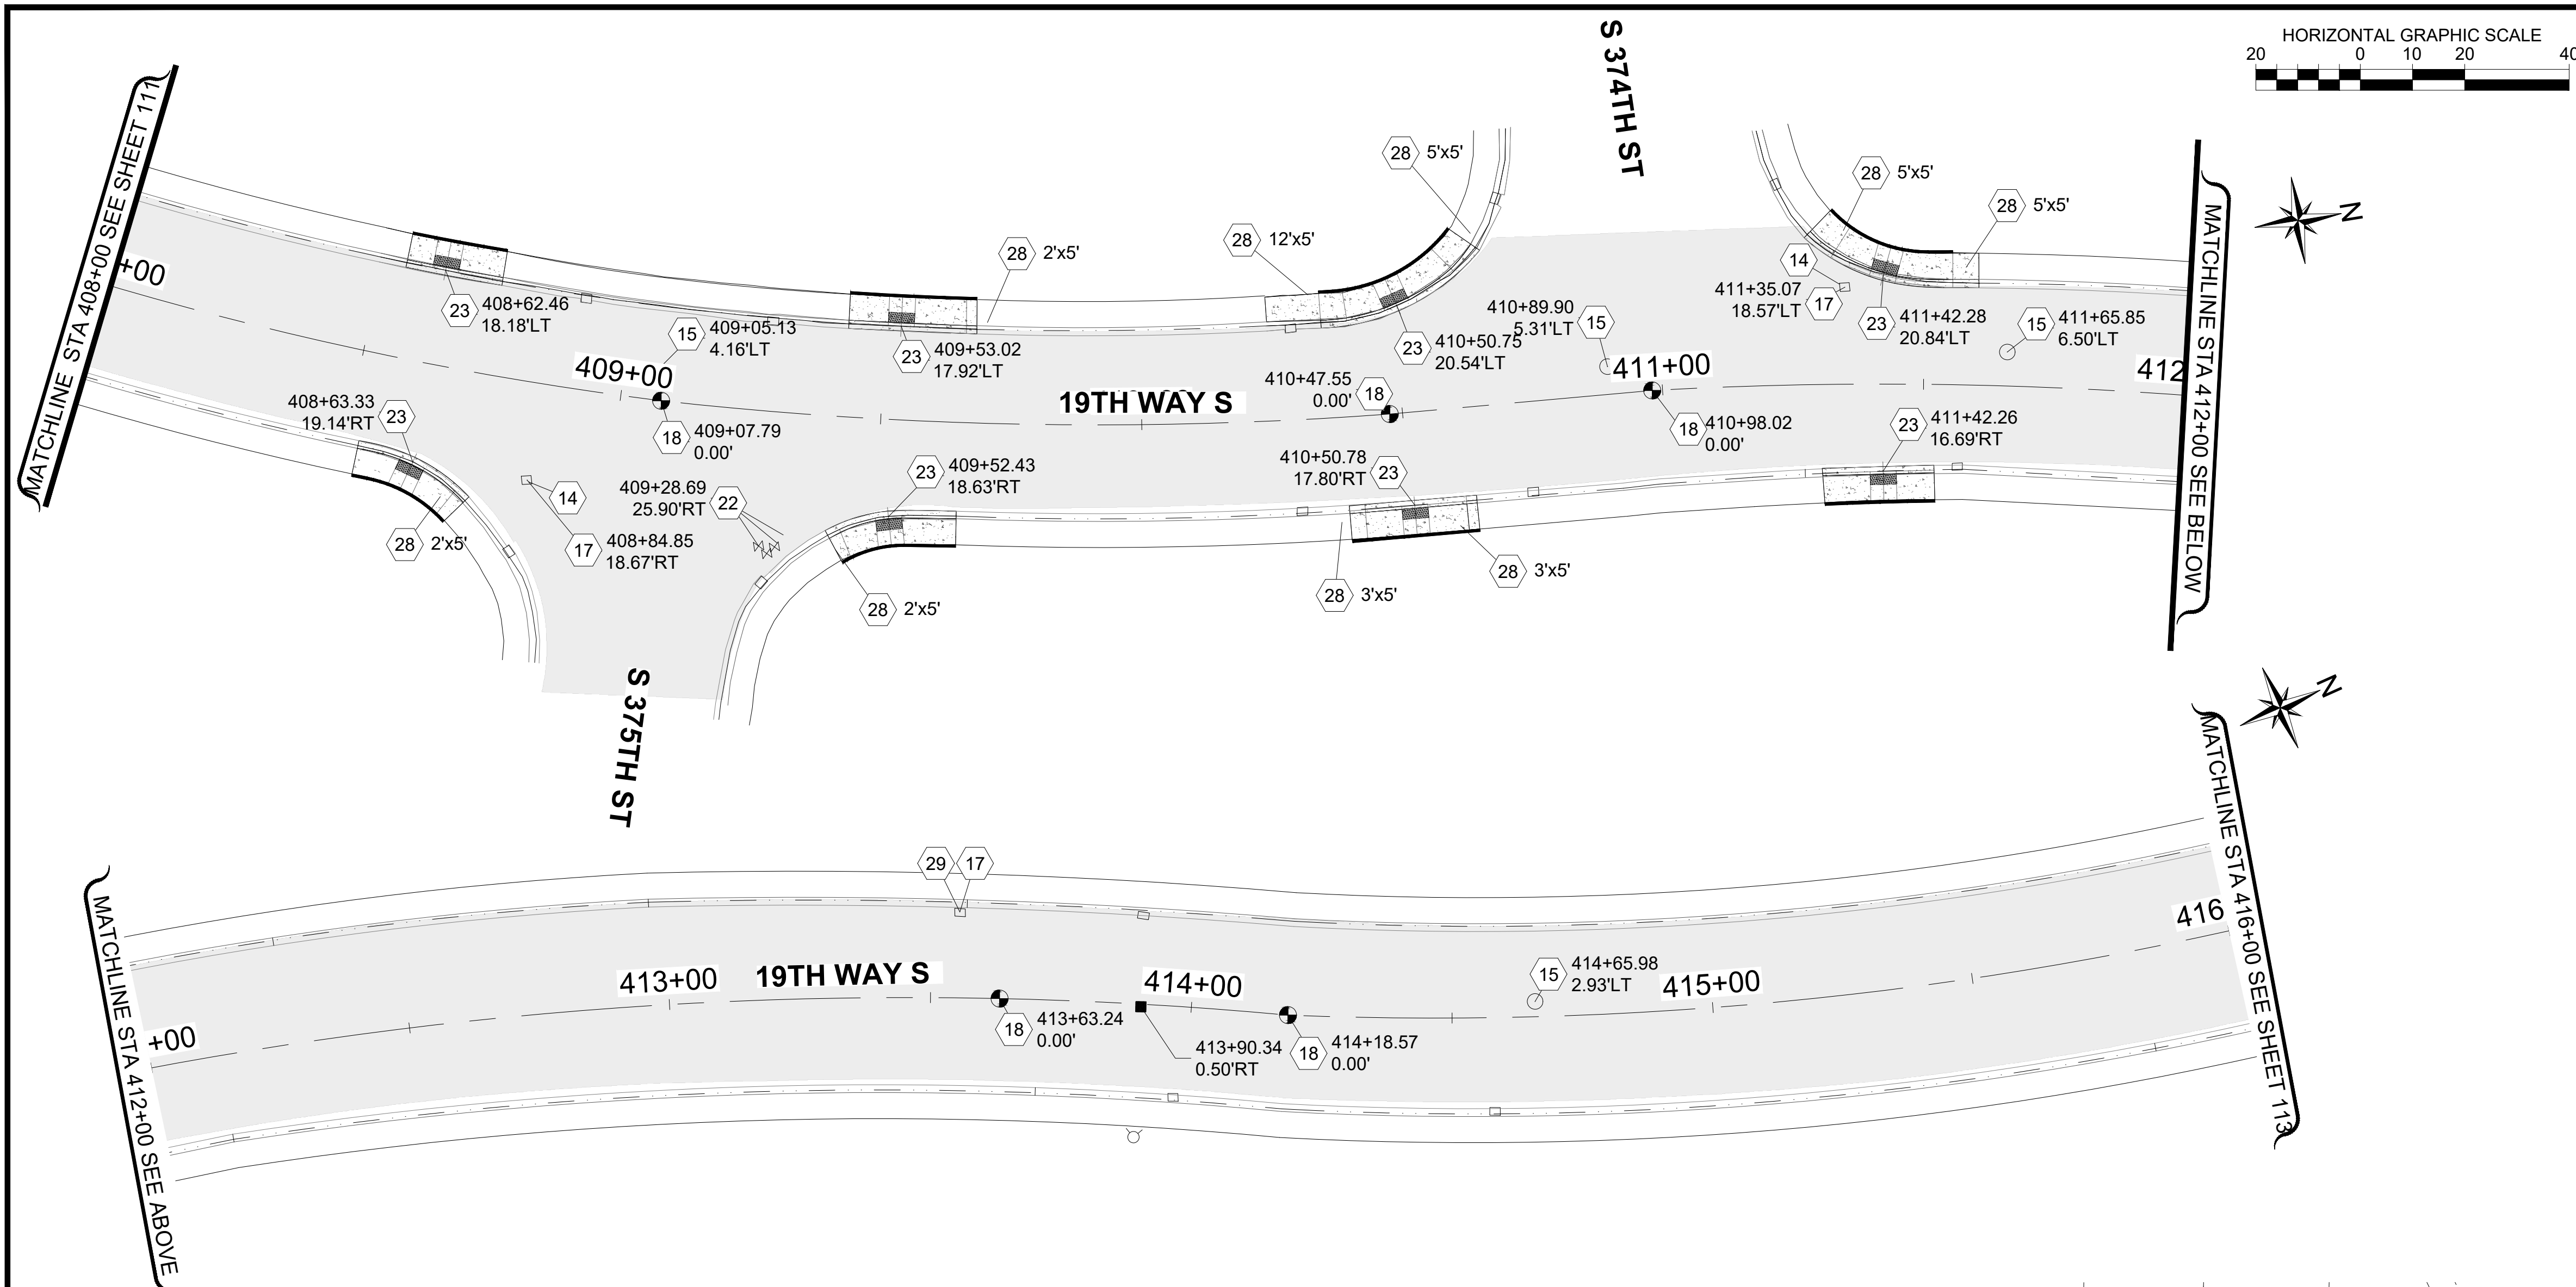 HORIZONTAL GRAPHIC SCALE
20 0 10 20 40
S 374TH ST
MATCHLINE STA 408+00 SEE SHEET 111
+00
28 5'x5'
28 5'x5'
28 5'x5'
28 12'x5'
28 2'x5'
23 408+62.46
18.18'LT
15 409+05.13
4.16'LT
23 409+53.02
17.92'LT
409+00
23 410+50.75
20.54'LT
410+89.90
5.31'LT
15
14
411+35.07
18.57'LT
17
23 411+42.28
20.84'LT
15 411+65.85
6.50'LT
N
MATCHLINE STA 412+00 SEE BELOW
412
411+00
19TH WAY S
410+47.55
0.00'
18
18 410+98.02
0.00'
18 409+07.79
0.00'
408+63.33
19.14'RT
23
28 2'x5'
14
17 408+84.85
18.67'RT
409+28.69
25.90'RT
22
23 409+52.43
18.63'RT
28 2'x5'
410+50.78
17.80'RT
23
28 3'x5'
28 3'x5'
23 411+42.26
16.69'RT
S 375TH ST
N
MATCHLINE STA 412+00 SEE ABOVE
+00
413+00
19TH WAY S
29 17
18 413+63.24
0.00'
414+00
413+90.34
0.50'RT
18 414+18.57
0.00'
15 414+65.98
2.93'LT
415+00
416
MATCHLINE STA 416+00 SEE SHEET 113